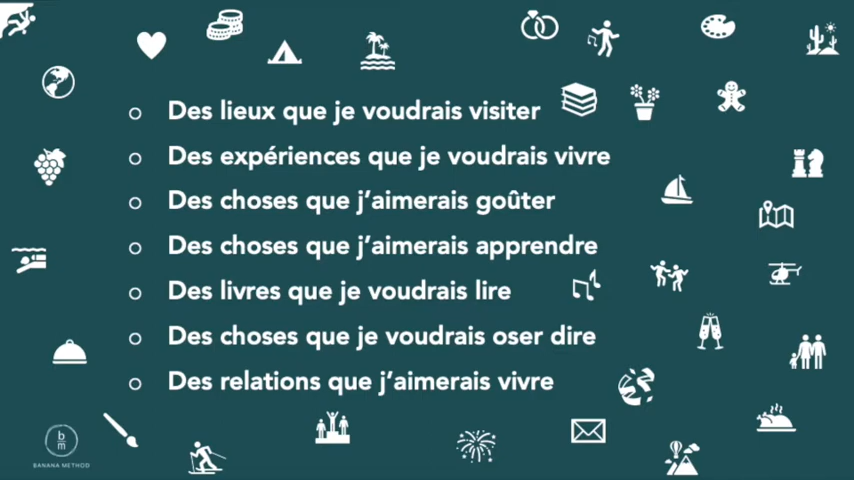 Des lieux que je voudrais visiter
Des expériences que je voudrais vivre
Des choses que j'aimerais goûter
Des choses que j'aimerais apprendre
Des livres que je voudrais lire
Des choses que je voudrais oser dire
Des relations que j'aimerais vivre
b
m
BANANA METHOD